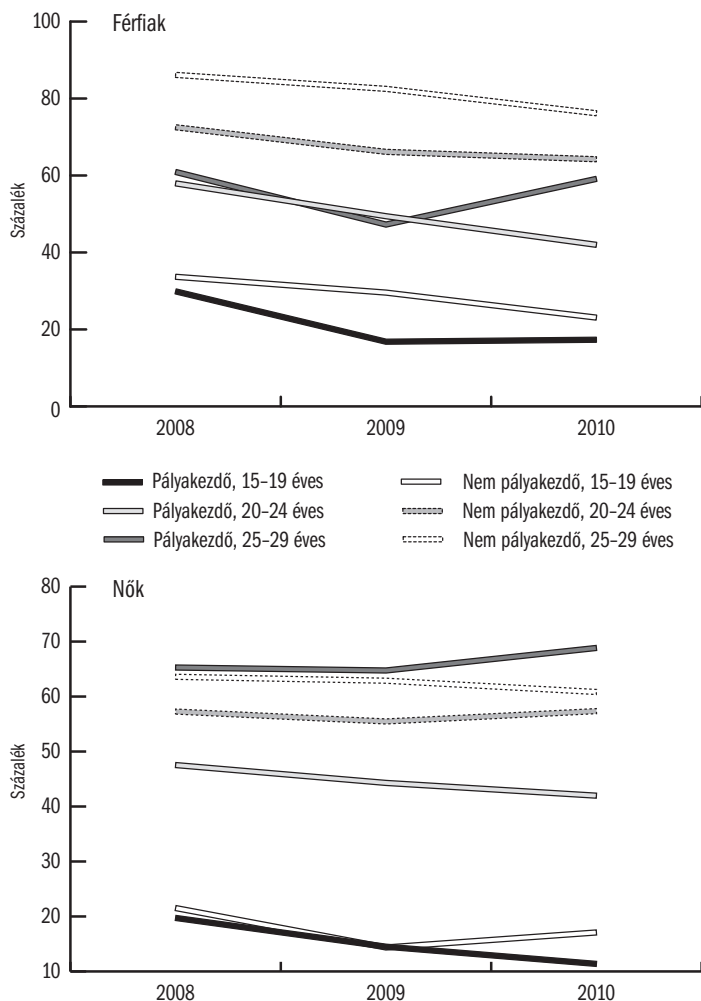 Férfiak
Százalék
100
80
60
40
20
0
2008 2009 2010
Pályakezdő, 15–19 éves Nem pályakezdő, 15–19 éves
Pályakezdő, 20–24 éves Nem pályakezdő, 20–24 éves
Pályakezdő, 25–29 éves Nem pályakezdő, 25–29 éves
Nők
Százalék
80
70
60
50
40
30
20
10
2008 2009 2010